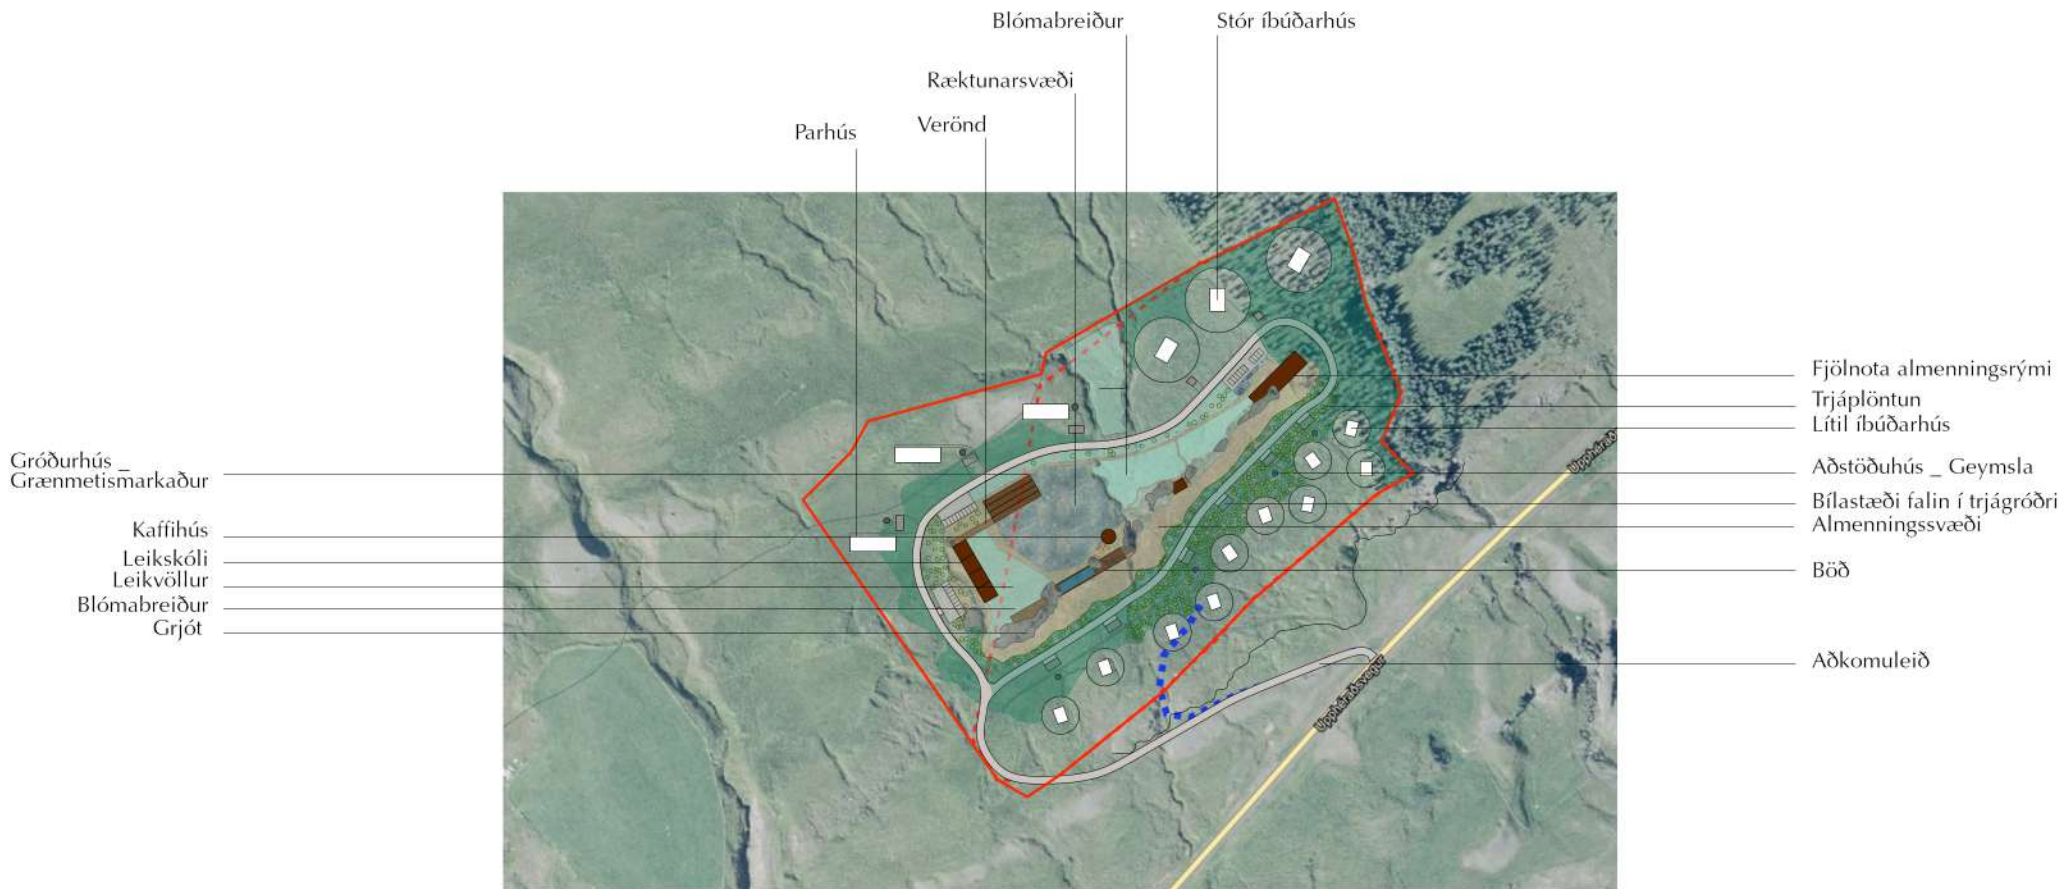 Blómabreiður
Stór íbúðarhús
Ræktunarsvæði
Verönd
Parhús
Gróðurhús _
Grænmetismarkaður
Kaffihús
Leikskóli
Leikvöllur
Blómabreiður
Grjót
Fjölnota almenningsrými
Trjáplöntun
Lítil íbúðarhús
Aðstöðuhús _ Geymsla
Bílastæði falin í trjágróðri
Almenningssvæði
Böð
Aðkomuleið
Upphéraðsvegur